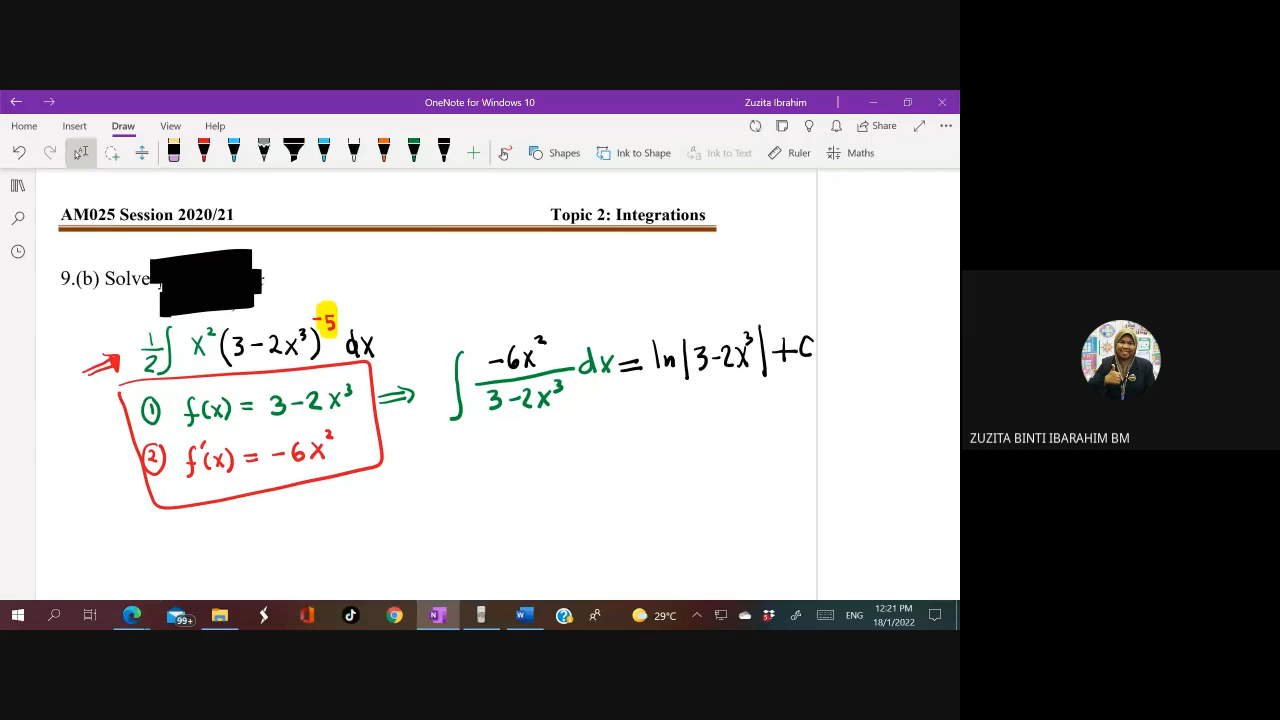 OneNote for Windows 10
Zuzita Ibrahim
Home Insert Draw View Help
Share
Shapes Ink to Shape Ink to Text Ruler Maths
AM025 Session 2020/21
Topic 2: Integrations
9.(b) Solve
½∫ x²(3-2x³)⁻⁵ dx
① f(x) = 3-2x³
② f'(x) = -6x²
⇒ ∫ -6x²/(3-2x³) dx = ln|3-2x³| + C
ZUZITA BINTI IBARAHIM BM
99+
29°C
ENG
12:21 PM
18/1/2022